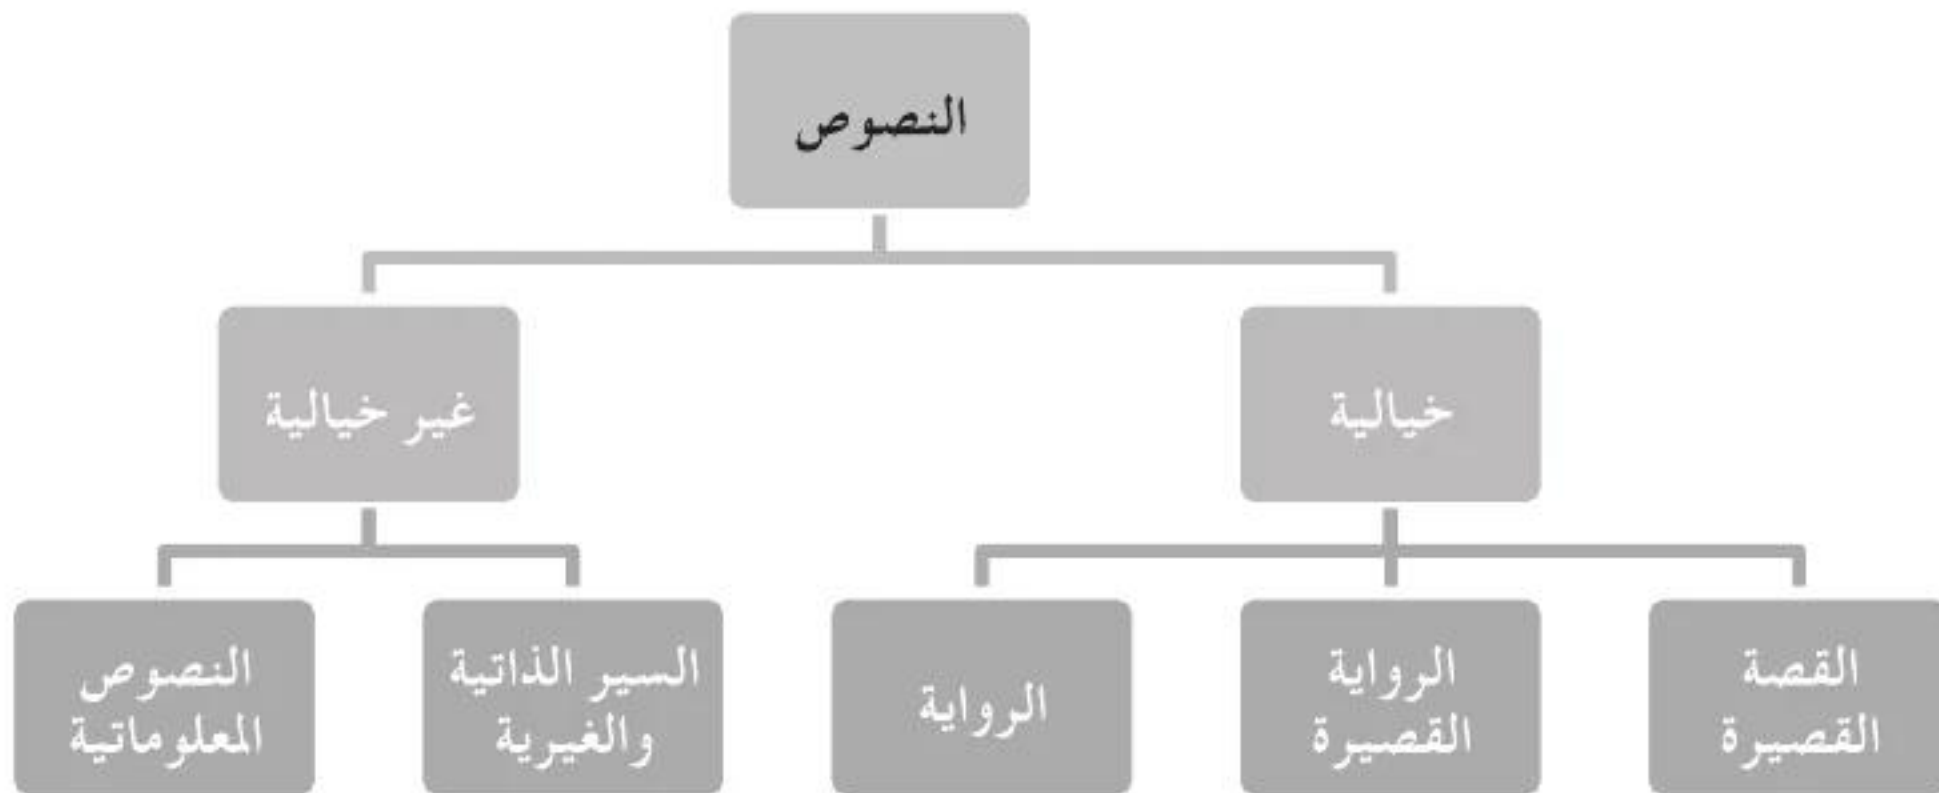 النصوص
خيالية
غير خيالية
القصة
القصيرة
الرواية
القصيرة
الرواية
السير الذاتية
والغيرية
النصوص
المعلوماتية